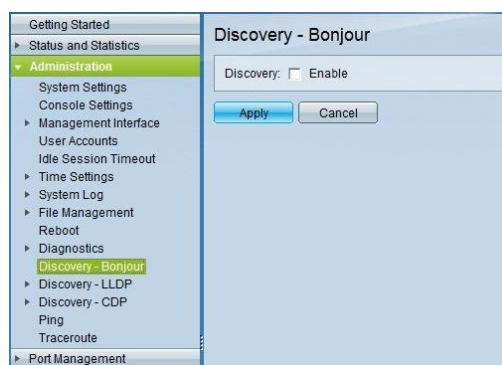 Getting Started
Status and Statistics
Administration
System Settings
Console Settings
Management Interface
User Accounts
Idle Session Timeout
Time Settings
System Log
File Management
Reboot
Diagnostics
Discovery - Bonjour
Discovery - LLDP
Discovery - CDP
Ping
Traceroute
Port Management
Discovery - Bonjour
Discovery: Enable
Apply Cancel